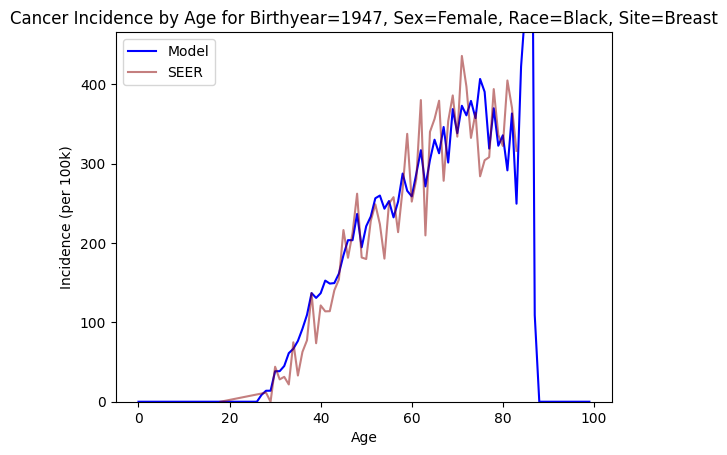 Cancer Incidence by Age for Birthyear=1947, Sex=Female, Race=Black, Site=Breast
Model
SEER
400
300
200
100
0
Incidence (per 100k)
0 20 40 60 80 100
Age